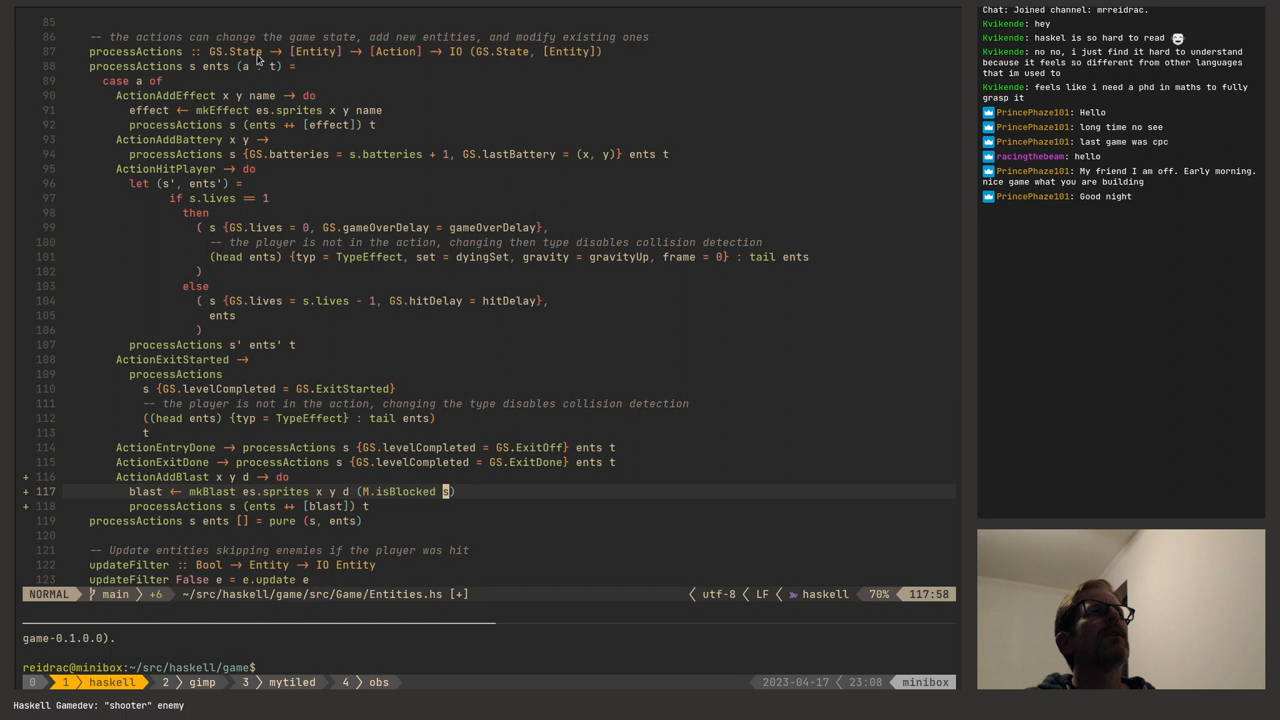 85
86 -- the actions can change the game state, add new entities, and modify existing ones
87 processActions :: GS.State → [Entity] → [Action] → IO (GS.State, [Entity])
88 processActions s ents (a : t) =
89 case a of
90 ActionAddEffect x y name → do
91 effect ← mkEffect es.sprites x y name
92 processActions s (ents ++ [effect]) t
93 ActionAddBattery x y →
94 processActions s {GS.batteries = s.batteries + 1, GS.lastBattery = (x, y)} ents t
95 ActionHitPlayer → do
96 let (s', ents') =
97 if s.lives == 1
98 then
99 ( s {GS.lives = 0, GS.gameOverDelay = gameOverDelay},
100 -- the player is not in the action, changing then type disables collision detection
101 (head ents) {typ = TypeEffect, set = dyingSet, gravity = gravityUp, frame = 0} : tail ents
102 )
103 else
104 ( s {GS.lives = s.lives - 1, GS.hitDelay = hitDelay},
105 ents
106 )
107 processActions s' ents' t
108 ActionExitStarted →
109 processActions
110 s {GS.levelCompleted = GS.ExitStarted}
111 -- the player is not in the action, changing the type disables collision detection
112 ((head ents) {typ = TypeEffect} : tail ents)
113 t
114 ActionEntryDone → processActions s {GS.levelCompleted = GS.ExitOff} ents t
115 ActionExitDone → processActions s {GS.levelCompleted = GS.ExitDone} ents t
+ 116 ActionAddBlast x y d → do
+ 117 blast ← mkBlast es.sprites x y d (M.isBlocked s)
+ 118 processActions s (ents ++ [blast]) t
119 processActions s ents [] = pure (s, ents)
120
121 -- Update entities skipping enemies if the player was hit
122 updateFilter :: Bool → Entity → IO Entity
123 updateFilter False e = e.update e
NORMAL main +6 ~/src/haskell/game/src/Game/Entities.hs [+] utf-8 LF haskell 70% 117:58
game-0.1.0.0).
reidrac@minibox:~/src/haskell/game$
0 1 haskell 2 gimp 3 mytiled 4 obs 2023-04-17 23:08 minibox
Haskell Gamedev: "shooter" enemy
Chat: Joined channel: mrreidrac.
Kvikende: hey
Kvikende: haskel is so hard to read
Kvikende: no no, i just find it hard to understand
because it feels so different from other languages
that im used to
Kvikende: feels like i need a phd in maths to fully
grasp it
PrincePhaze101: Hello
PrincePhaze101: long time no see
PrincePhaze101: last game was cpc
racingthebeam: hello
PrincePhaze101: My friend I am off. Early morning.
nice game what you are building
PrincePhaze101: Good night